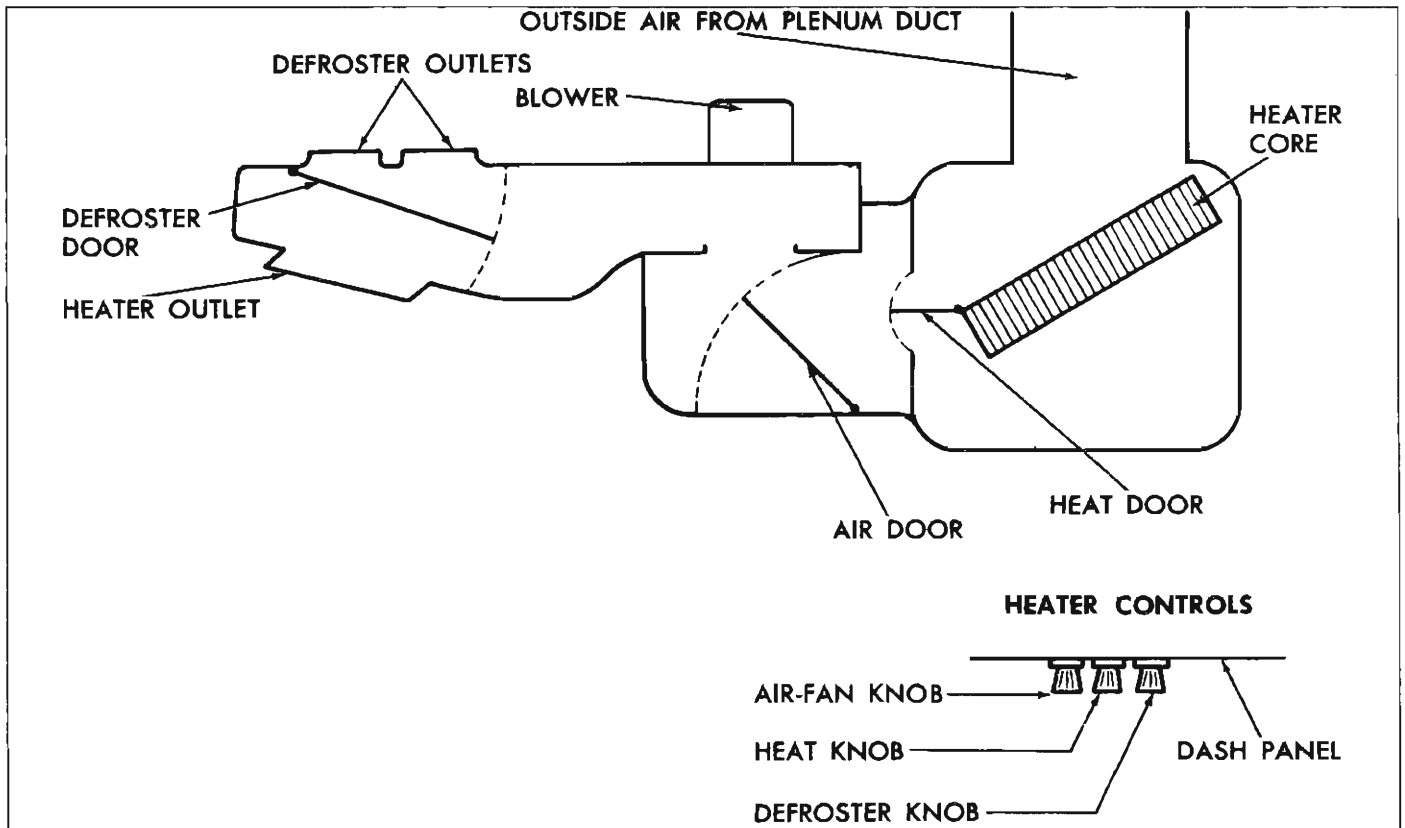 OUTSIDE AIR FROM PLENUM DUCT
DEFROSTER OUTLETS
BLOWER
HEATER
CORE
DEFROSTER
DOOR
HEATER OUTLET
HEAT DOOR
AIR DOOR
HEATER CONTROLS
AIR-FAN KNOB
HEAT KNOB
DASH PANEL
DEFROSTER KNOB